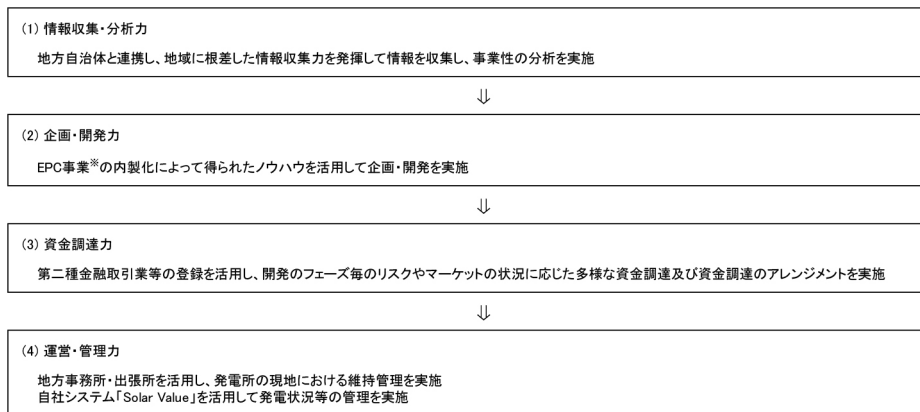 (1) 情報収集・分析力
地方自治体と連携し、地域に根差した情報収集力を発揮して情報を収集し、事業性の分析を実施
⇓
(2) 企画・開発力
EPC事業※の内製化によって得られたノウハウを活用して企画・開発を実施
⇓
(3) 資金調達力
第二種金融取引業等の登録を活用し、開発のフェーズ毎のリスクやマーケットの状況に応じた多様な資金調達及び資金調達のアレンジメントを実施
⇓
(4) 運営・管理力
地方事務所・出張所を活用し、発電所の現地における維持管理を実施
自社システム「Solar Value」を活用して発電状況等の管理を実施